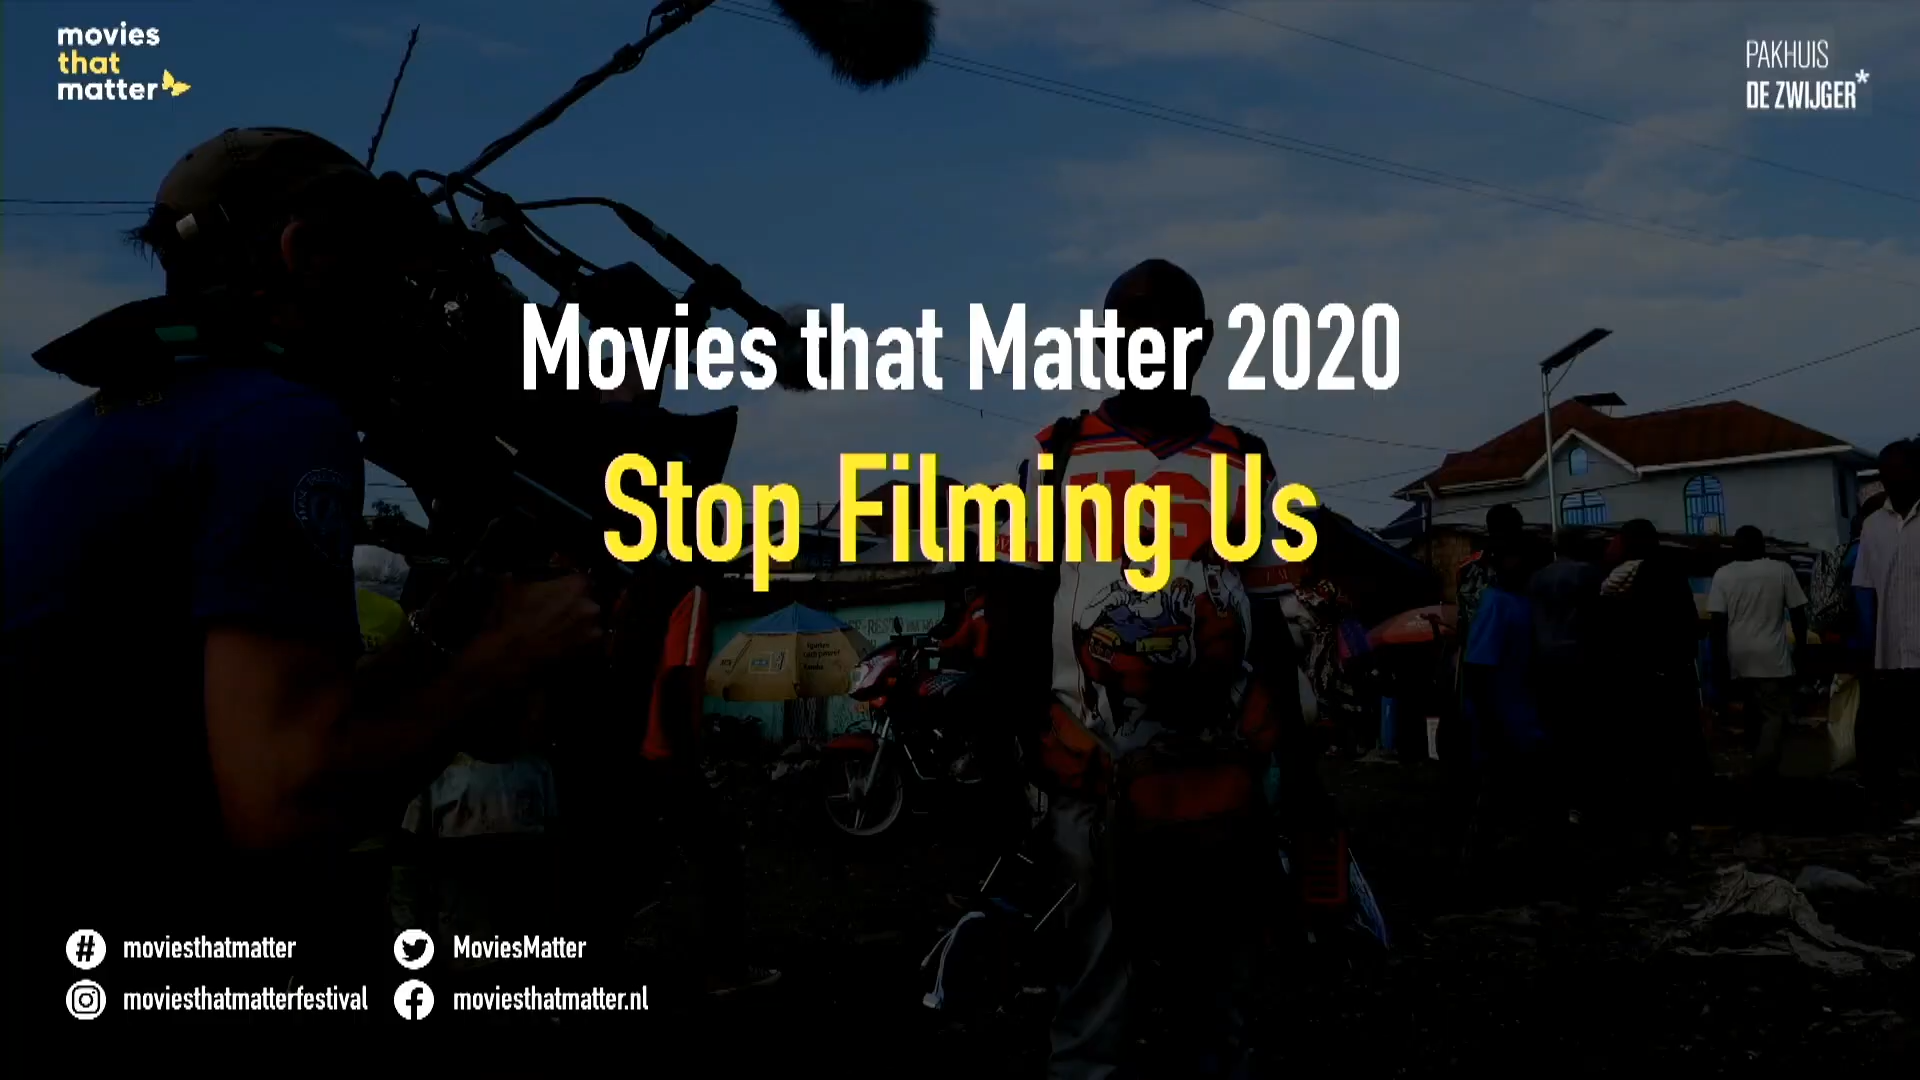 movies
that
matter
PAKHUIS
DE ZWIJGER*
Movies that Matter 2020
Stop Filming Us
# moviesthatmatter
MoviesMatter
moviesthatmatterfestival
moviesthatmatter.nl